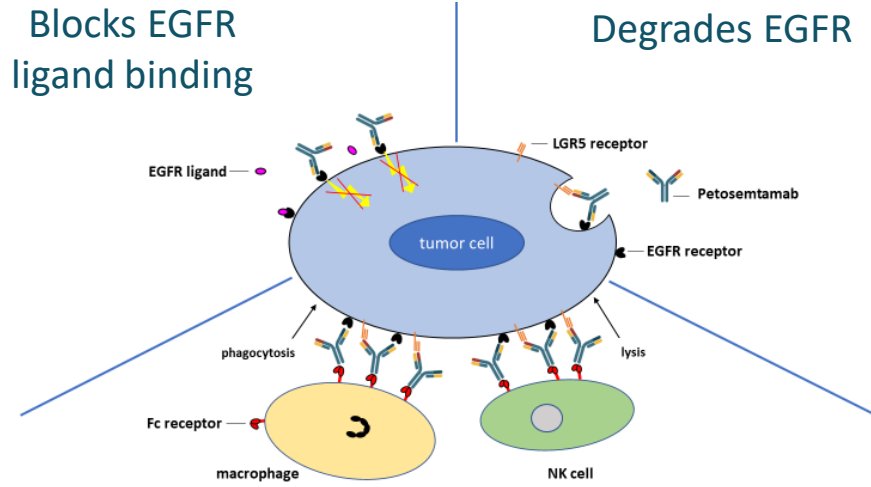 Blocks EGFR
ligand binding
Degrades EGFR
LGR5 receptor
EGFR ligand
Petosemtamab
tumor cell
EGFR receptor
phagocytosis
lysis
Fc receptor
macrophage
NK cell